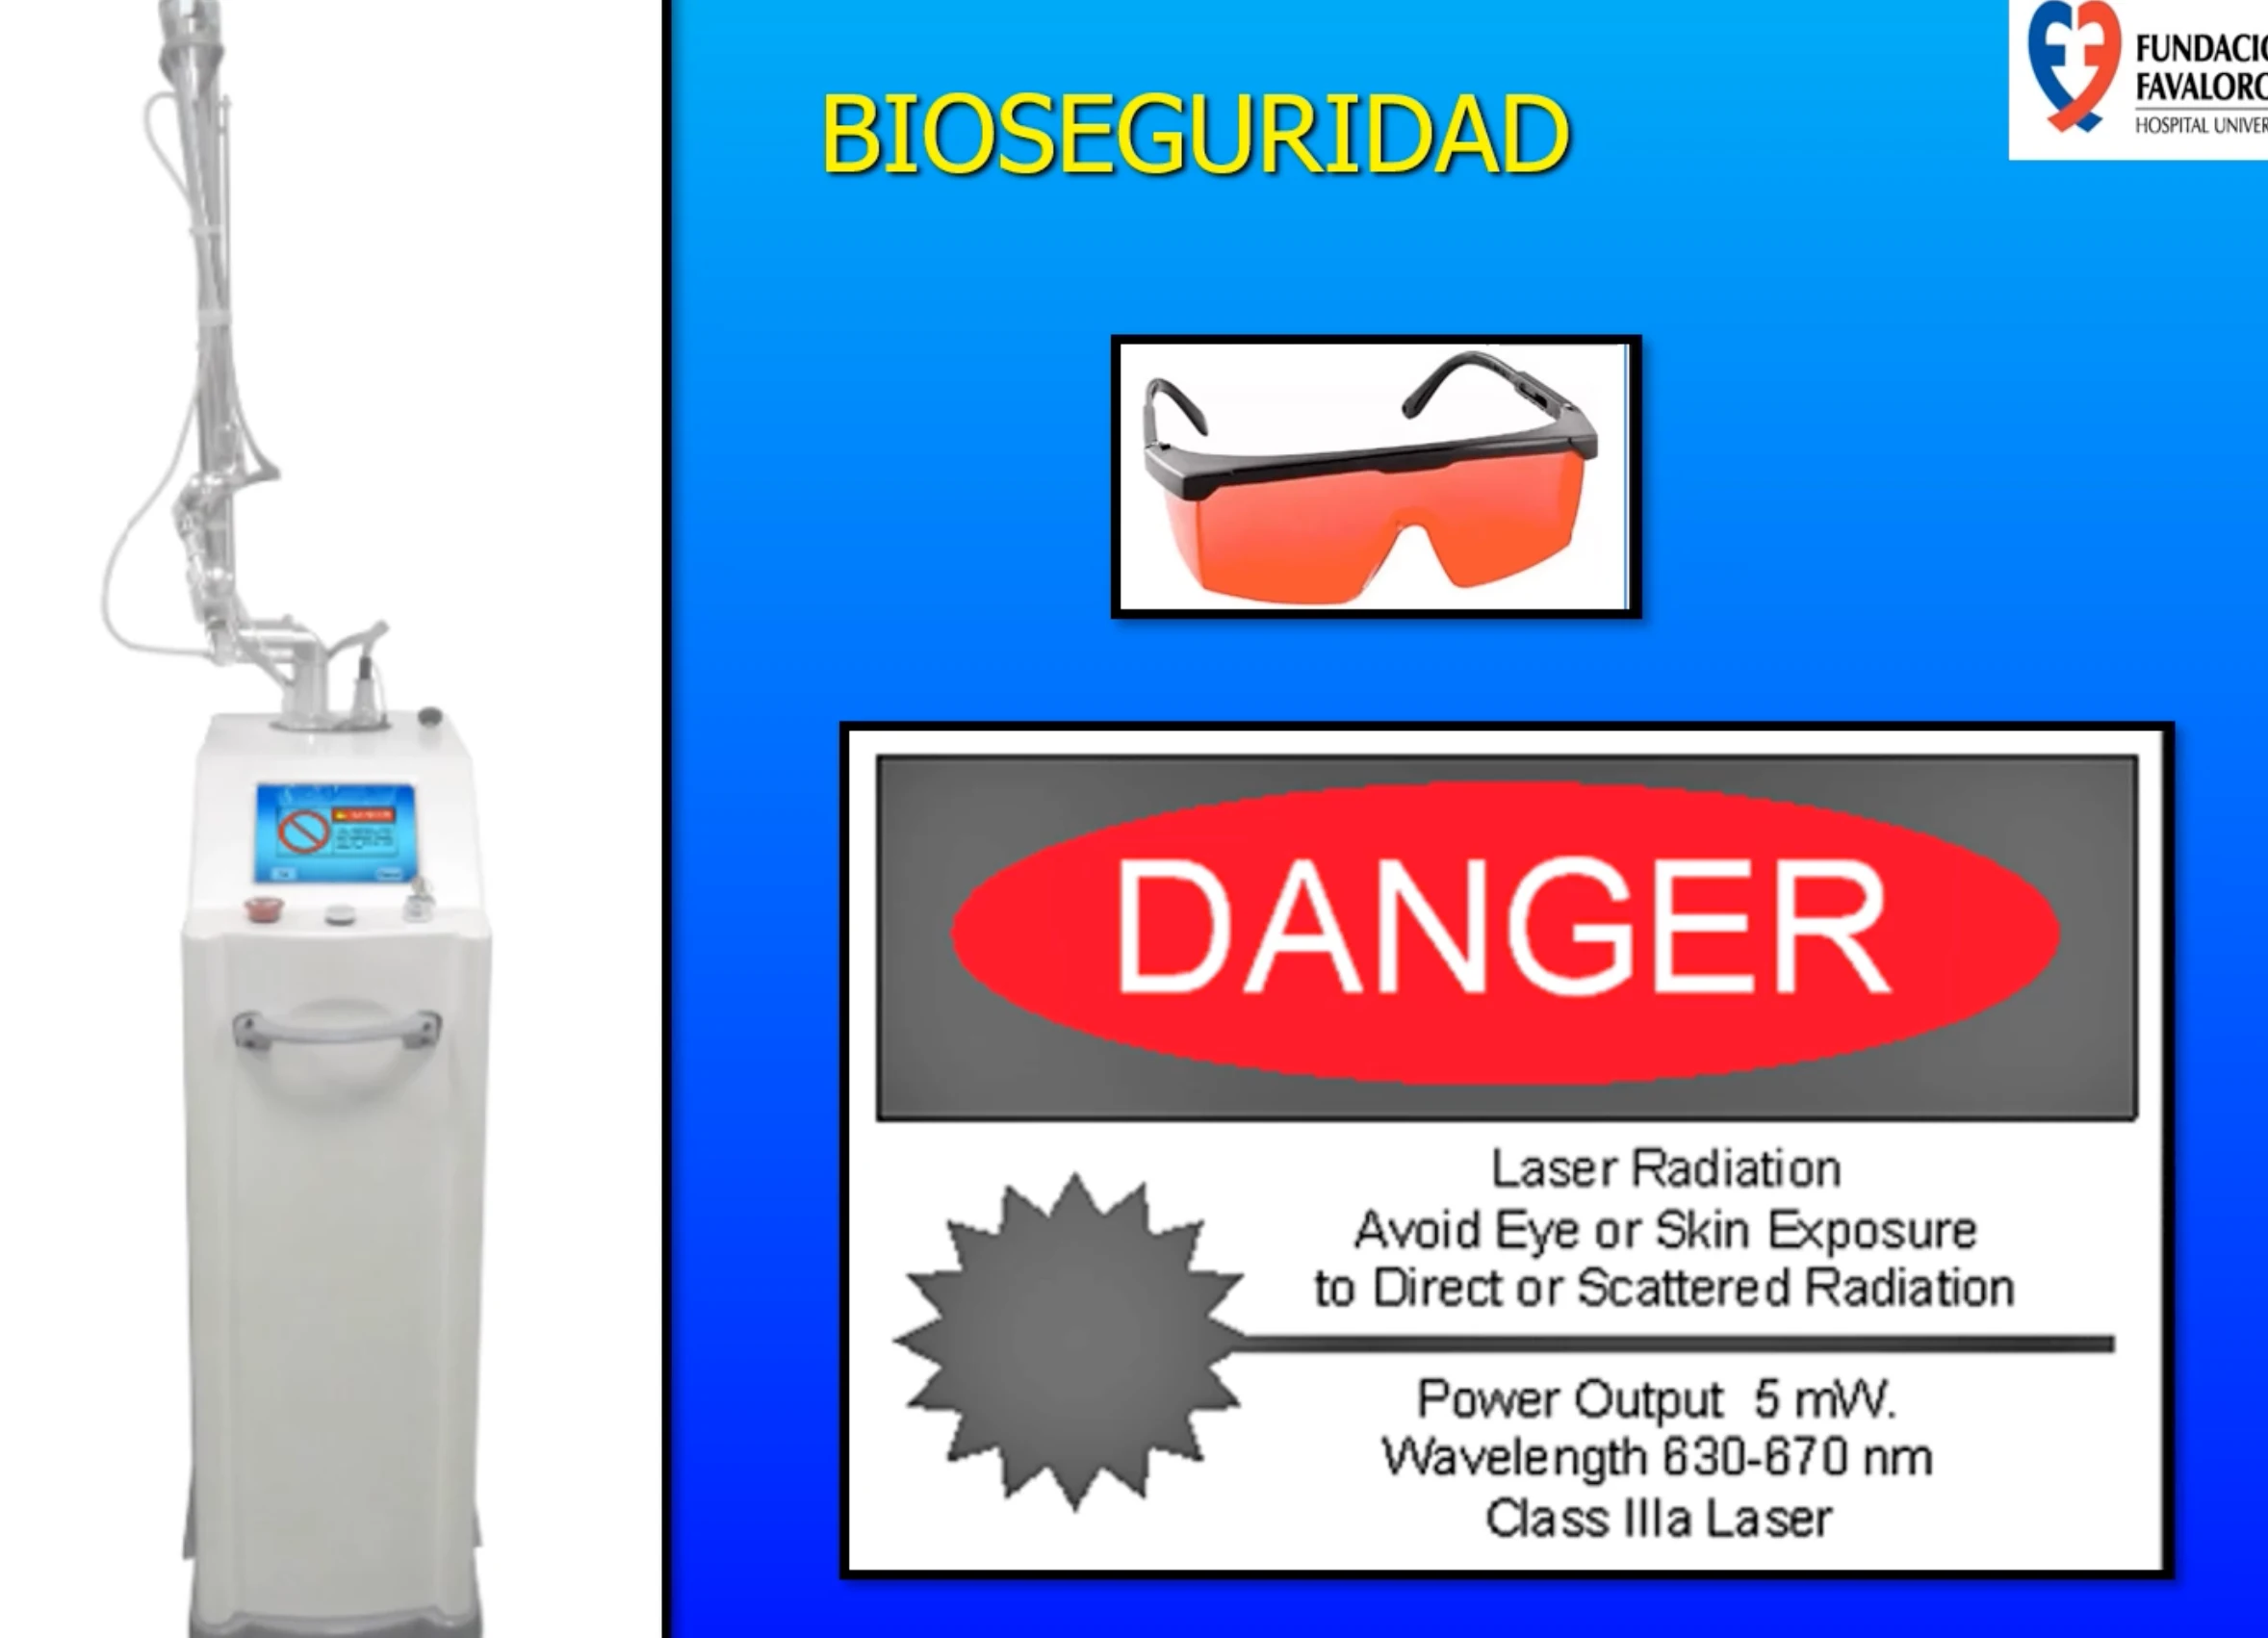 BIOSEGURIDAD
FUNDACIO
FAVALORO
HOSPITAL UNIVER
DANGER
Laser Radiation
Avoid Eye or Skin Exposure
to Direct or Scattered Radiation
Power Output 5 mW.
Wavelength 630-670 nm
Class IIIa Laser